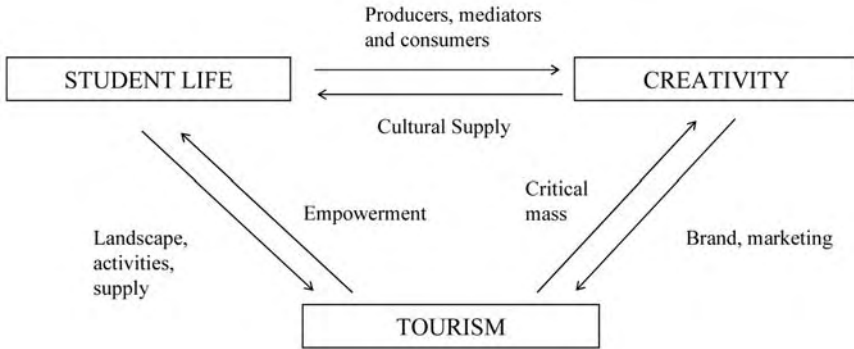 Producers, mediators
and consumers
STUDENT LIFE
CREATIVITY
Cultural Supply
Critical
mass
Empowerment
Landscape,
activities,
supply
Brand, marketing
TOURISM